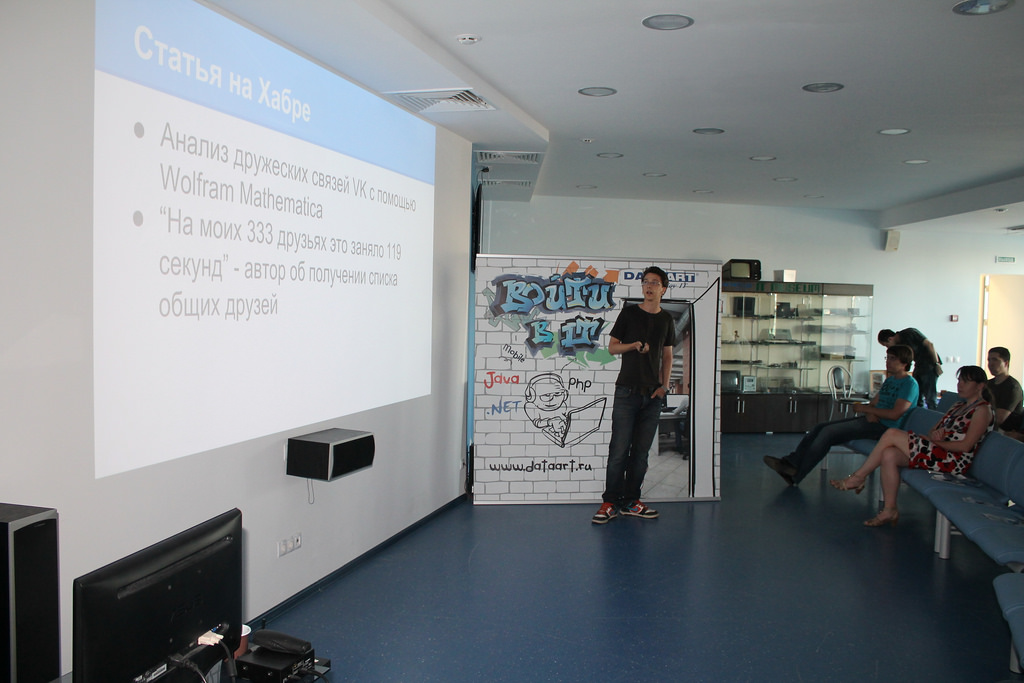 Статья на Хабре
Анализ дружеских связей VK с помощью
Wolfram Mathematica
“На моих 333 друзьях это заняло 119
секунд” - автор об получении списка
общих друзей
DATAART
Войти
в IT
mobile
Java
php
.NET
www.dataart.ru